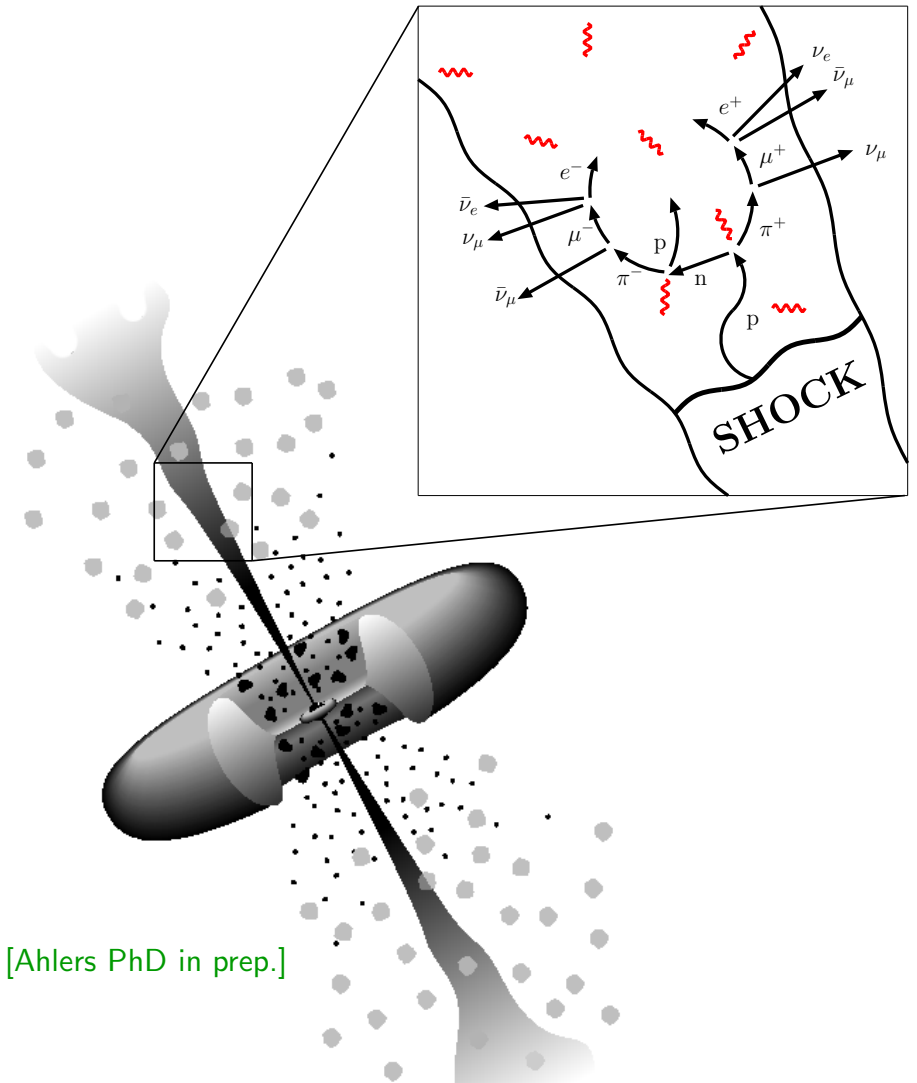 ν_e
ν̄_μ
e⁺
μ⁺
ν_μ
e⁻
ν̄_e
μ⁻
ν_μ
p
π⁺
π⁻
n
ν̄_μ
p
SHOCK
[Ahlers PhD in prep.]